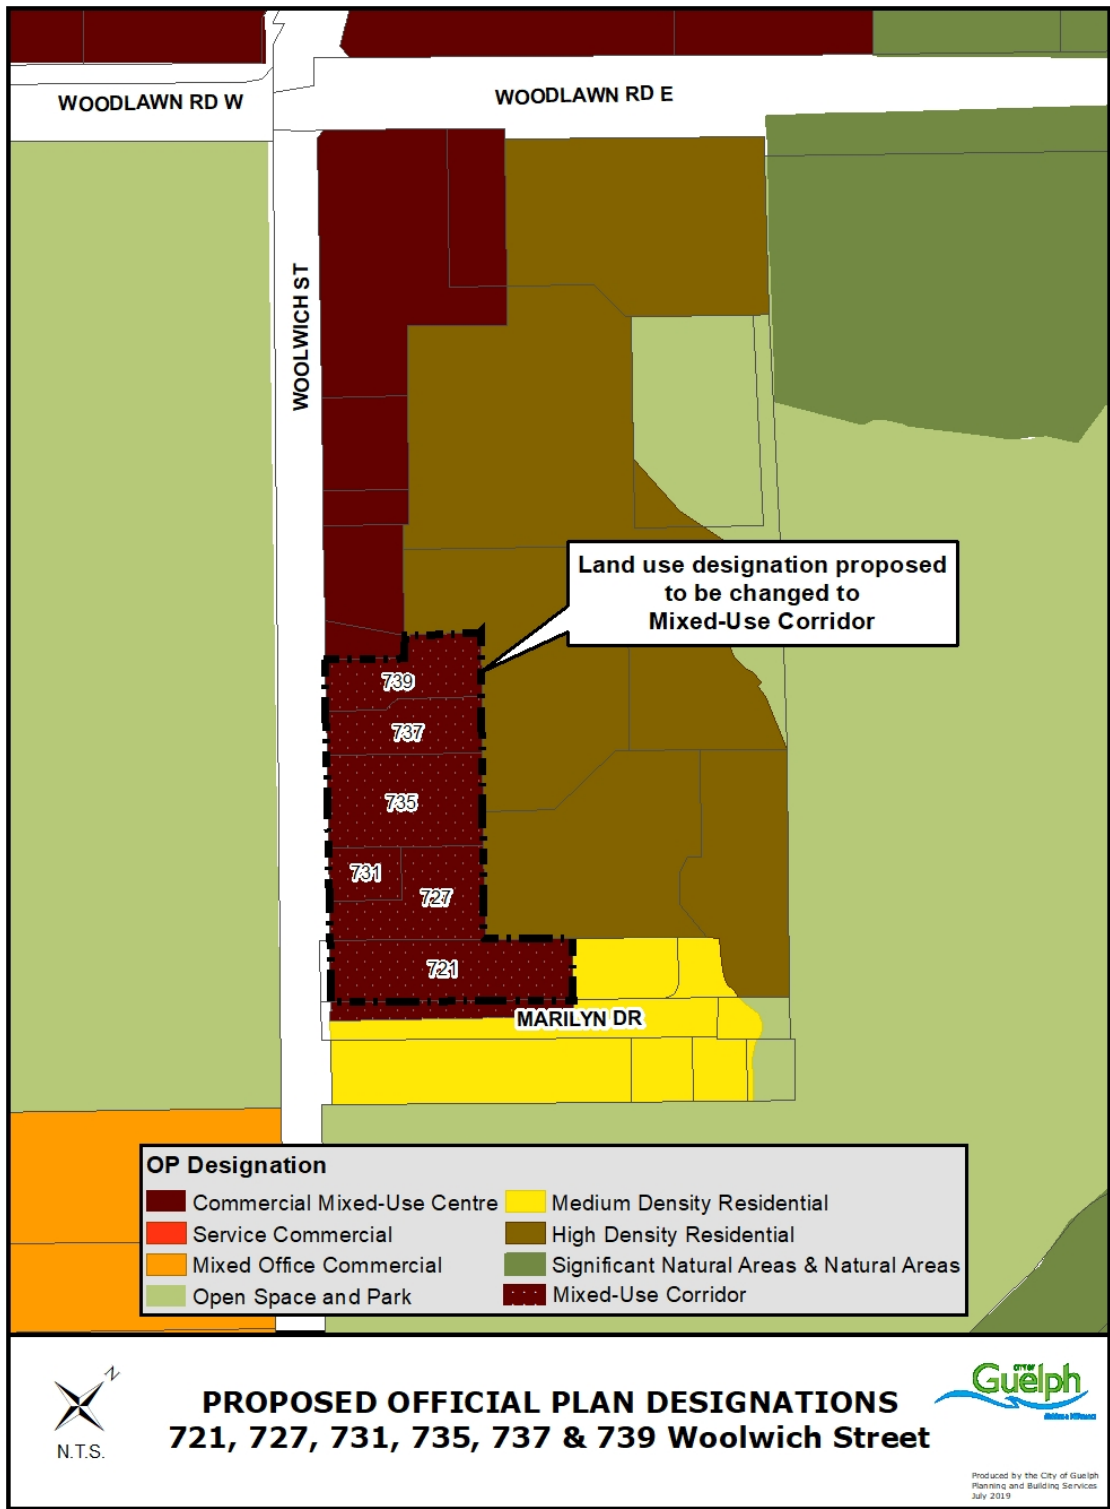 WOODLAWN RD W
WOODLAWN RD E
WOOLWICH ST
Land use designation proposed
to be changed to
Mixed-Use Corridor
739
737
735
731
727
721
MARILYN DR
OP Designation
Commercial Mixed-Use Centre
Service Commercial
Mixed Office Commercial
Open Space and Park
Medium Density Residential
High Density Residential
Significant Natural Areas & Natural Areas
Mixed-Use Corridor
N
N.T.S.
PROPOSED OFFICIAL PLAN DESIGNATIONS
721, 727, 731, 735, 737 & 739 Woolwich Street
CITY OF
Guelph
Produced by the City of Guelph
Planning and Building Services
July 2019